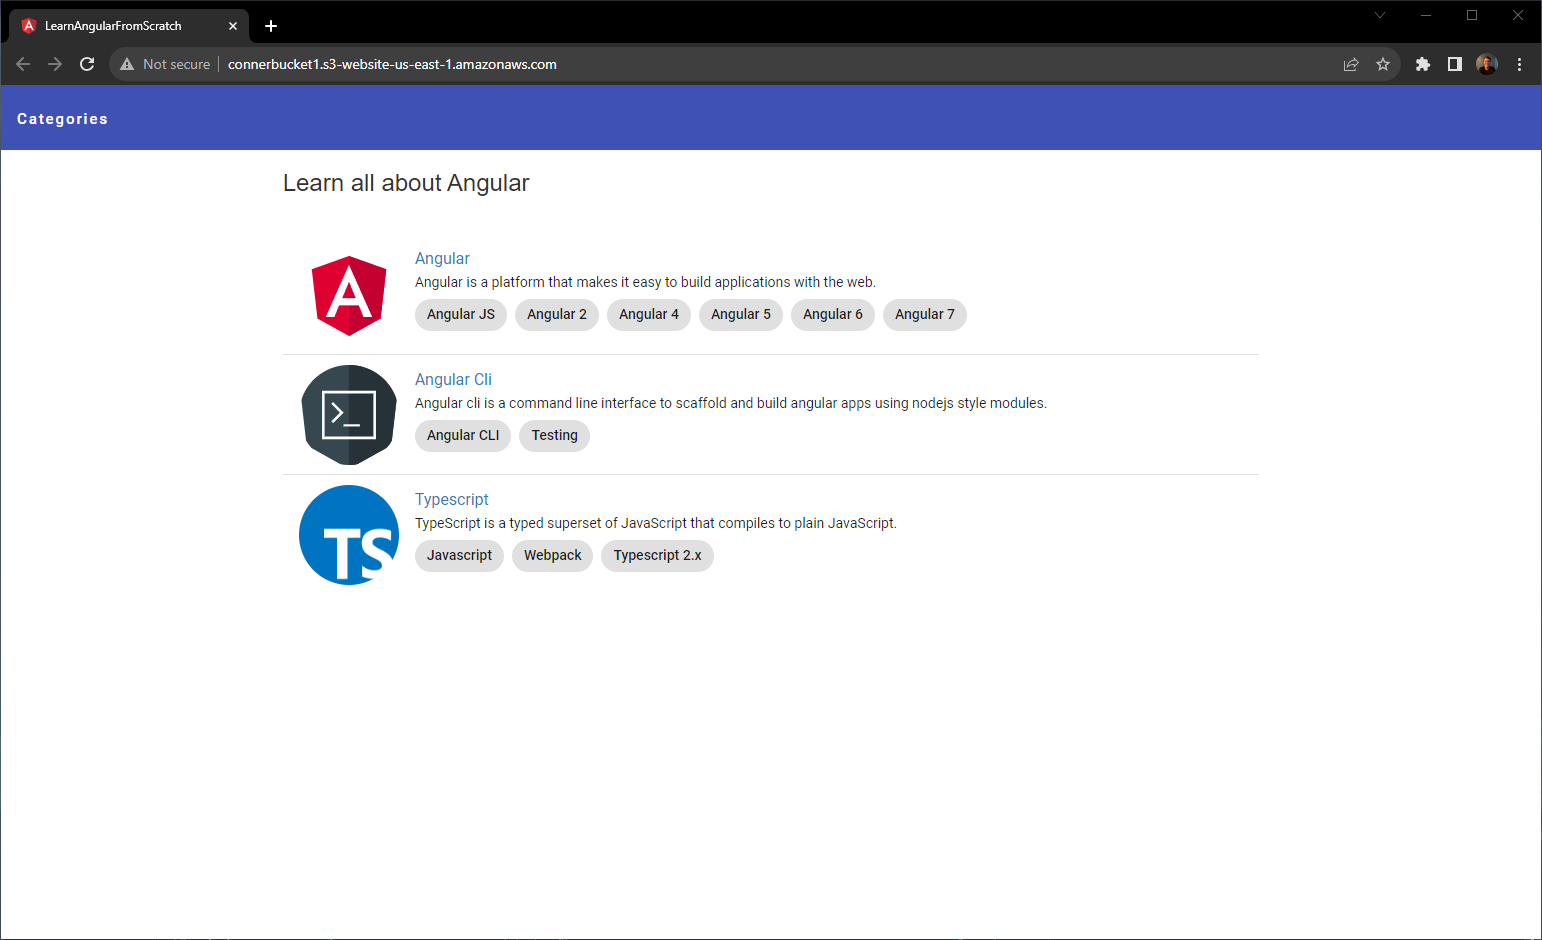 LearnAngularFromScratch
Not secure connerbucket1.s3-website-us-east-1.amazonaws.com
Categories
Learn all about Angular
Angular
Angular is a platform that makes it easy to build applications with the web.
Angular JS Angular 2 Angular 4 Angular 5 Angular 6 Angular 7
Angular Cli
Angular cli is a command line interface to scaffold and build angular apps using nodejs style modules.
Angular CLI Testing
TS
Typescript
TypeScript is a typed superset of JavaScript that compiles to plain JavaScript.
Javascript Webpack Typescript 2.x